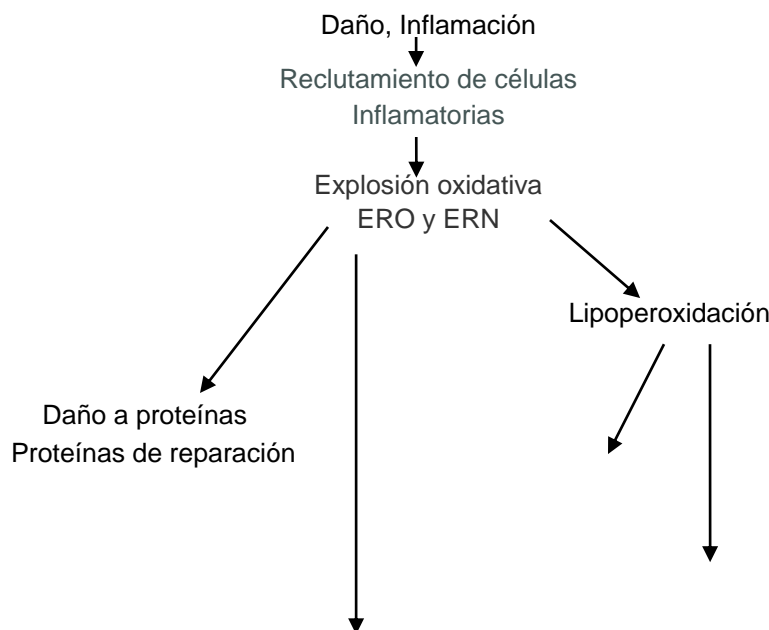 Daño, Inflamación
Reclutamiento de células
Inflamatorias
Explosión oxidativa
ERO y ERN
Lipoperoxidación
Daño a proteínas
Proteínas de reparación